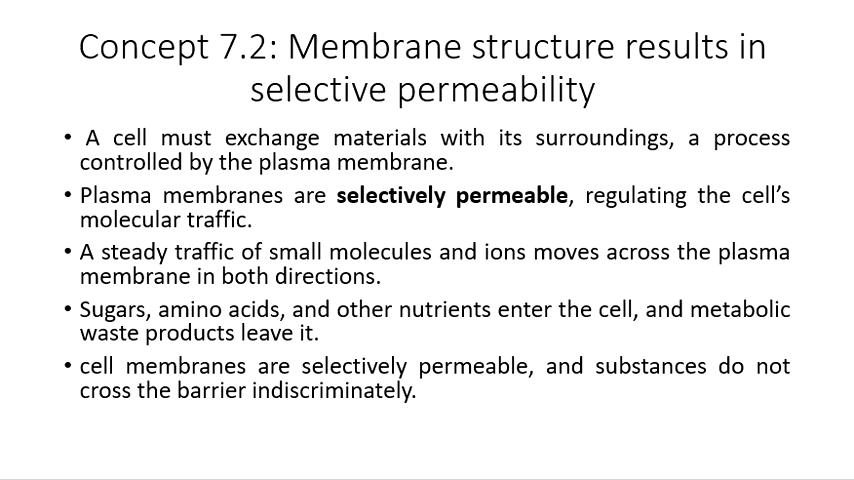 Concept 7.2: Membrane structure results in
selective permeability
• A cell must exchange materials with its surroundings, a process
controlled by the plasma membrane.
• Plasma membranes are selectively permeable, regulating the cell’s
molecular traffic.
• A steady traffic of small molecules and ions moves across the plasma
membrane in both directions.
• Sugars, amino acids, and other nutrients enter the cell, and metabolic
waste products leave it.
• cell membranes are selectively permeable, and substances do not
cross the barrier indiscriminately.